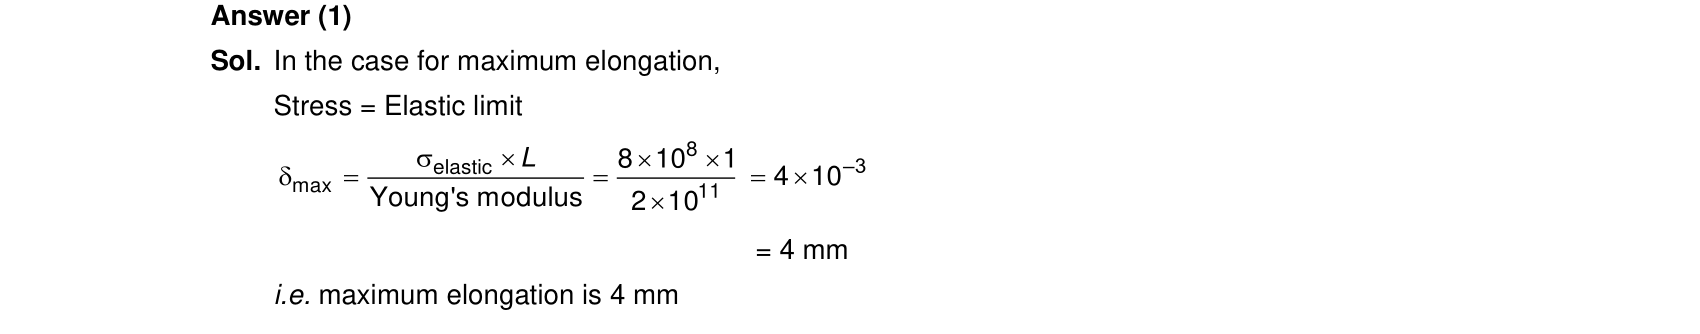 Answer (1)
Sol. In the case for maximum elongation,
Stress = Elastic limit
δmax = σelastic × L / Young's modulus = 8×10^8 ×1 / 2×10^11 = 4×10^–3
= 4 mm
i.e. maximum elongation is 4 mm